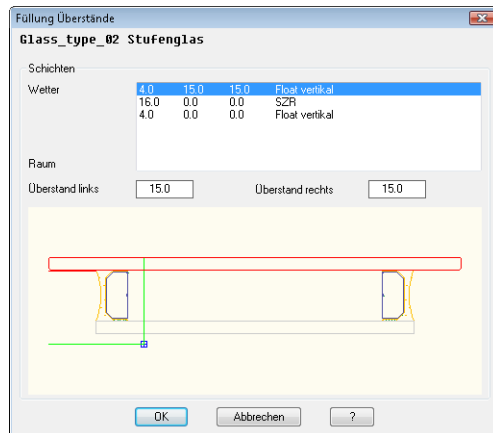 Füllung Überstände
Glass_type_02 Stufenglas
Schichten
Wetter
4.0 15.0 15.0 Float vertikal
16.0 0.0 0.0 SZR
4.0 0.0 0.0 Float vertikal
Raum
Überstand links 15.0 Überstand rechts 15.0
OK Abbrechen ?